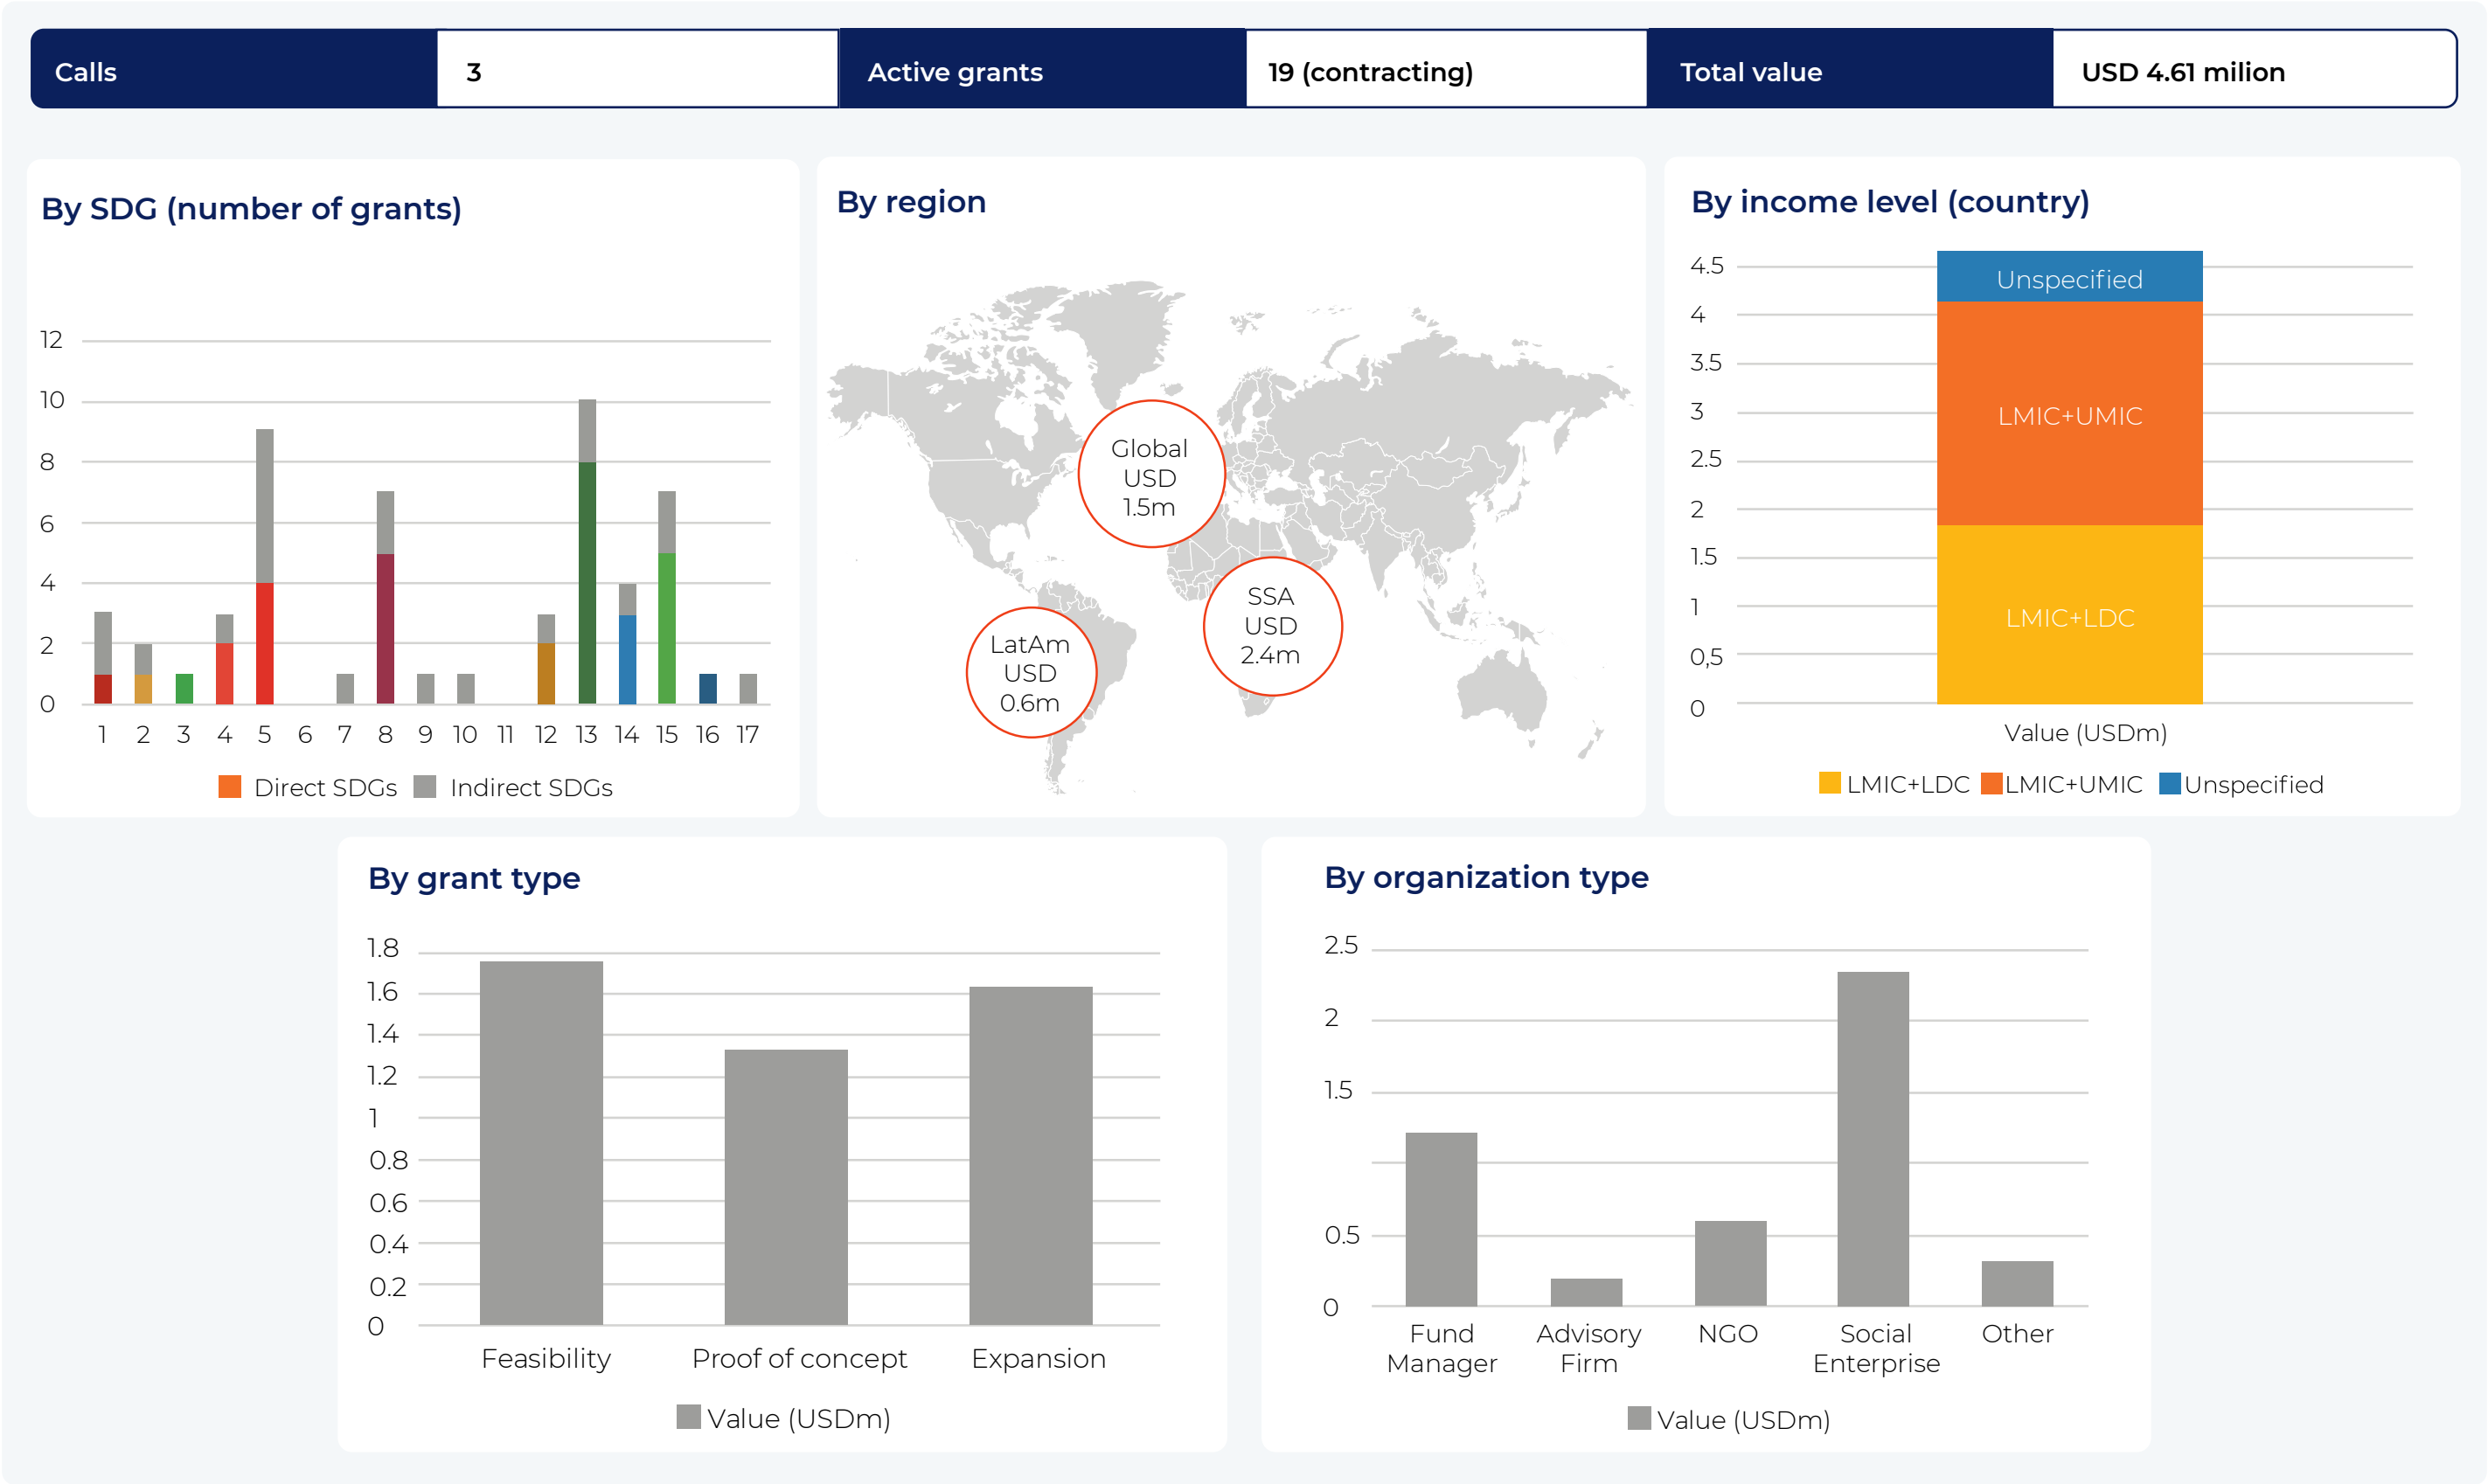 Calls
3
Active grants
19 (contracting)
Total value
USD 4.61 milion
By SDG (number of grants)
12
10
8
6
4
2
0
1 2 3 4 5 6 7 8 9 10 11 12 13 14 15 16 17
Direct SDGs Indirect SDGs
By region
Global
USD
1.5m
SSA
USD
2.4m
LatAm
USD
0.6m
By income level (country)
4.5
4
3.5
3
2.5
2
1.5
1
0,5
0
Unspecified
LMIC+UMIC
LMIC+LDC
Value (USDm)
LMIC+LDC LMIC+UMIC Unspecified
By grant type
1.8
1.6
1.4
1.2
1
0.8
0.6
0.4
0.2
0
Feasibility Proof of concept Expansion
Value (USDm)
By organization type
2.5
2
1.5
0.5
0
Fund Advisory NGO Social Other
Manager Firm Enterprise
Value (USDm)